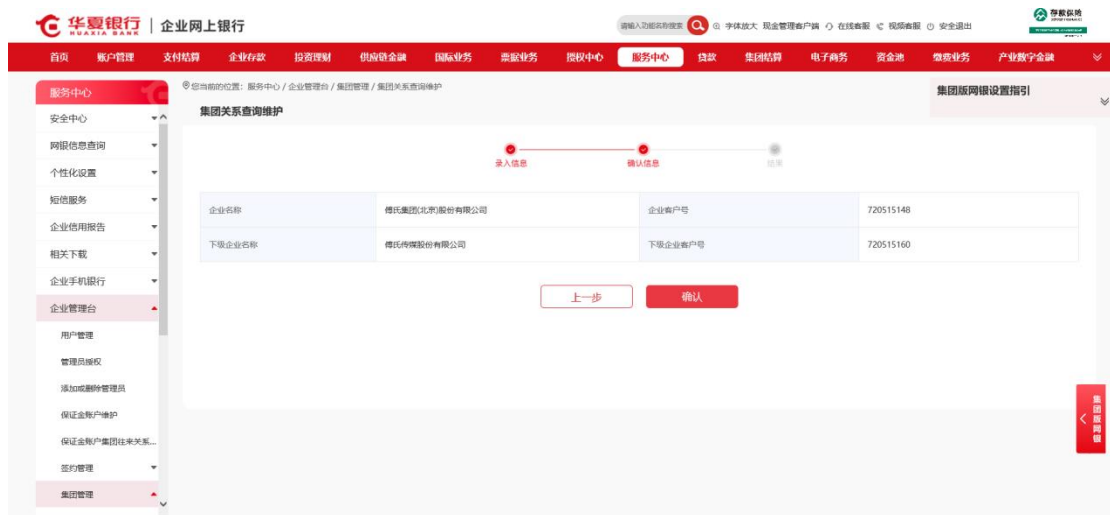 华夏银行 HUAXIA BANK 企业网上银行 请输入功能名称搜索 字体放大 现金管理客户端 在线客服 视频客服 安全退出 存款保险
首页 账户管理 支付结算 企业存款 投资理财 供应链金融 国际业务 票据业务 授权中心 服务中心 贷款 集团结算 电子商务 资金池 缴费业务 产业数字金融
服务中心
安全中心
网银信息查询
个性化设置
短信服务
企业信用报告
相关下载
企业手机银行
企业管理台
用户管理
管理员授权
添加或删除管理员
保证金账户维护
保证金账户集团往来关系...
签约管理
集团管理
您当前的位置：服务中心 / 企业管理台 / 集团管理 / 集团关系查询维护
集团关系查询维护
集团版网银设置指引
录入信息 确认信息 结果
企业名称 傅氏集团(北京)股份有限公司 企业客户号 720515148
下级企业名称 傅氏传媒股份有限公司 下级企业客户号 720515160
上一步 确认
集团版网银